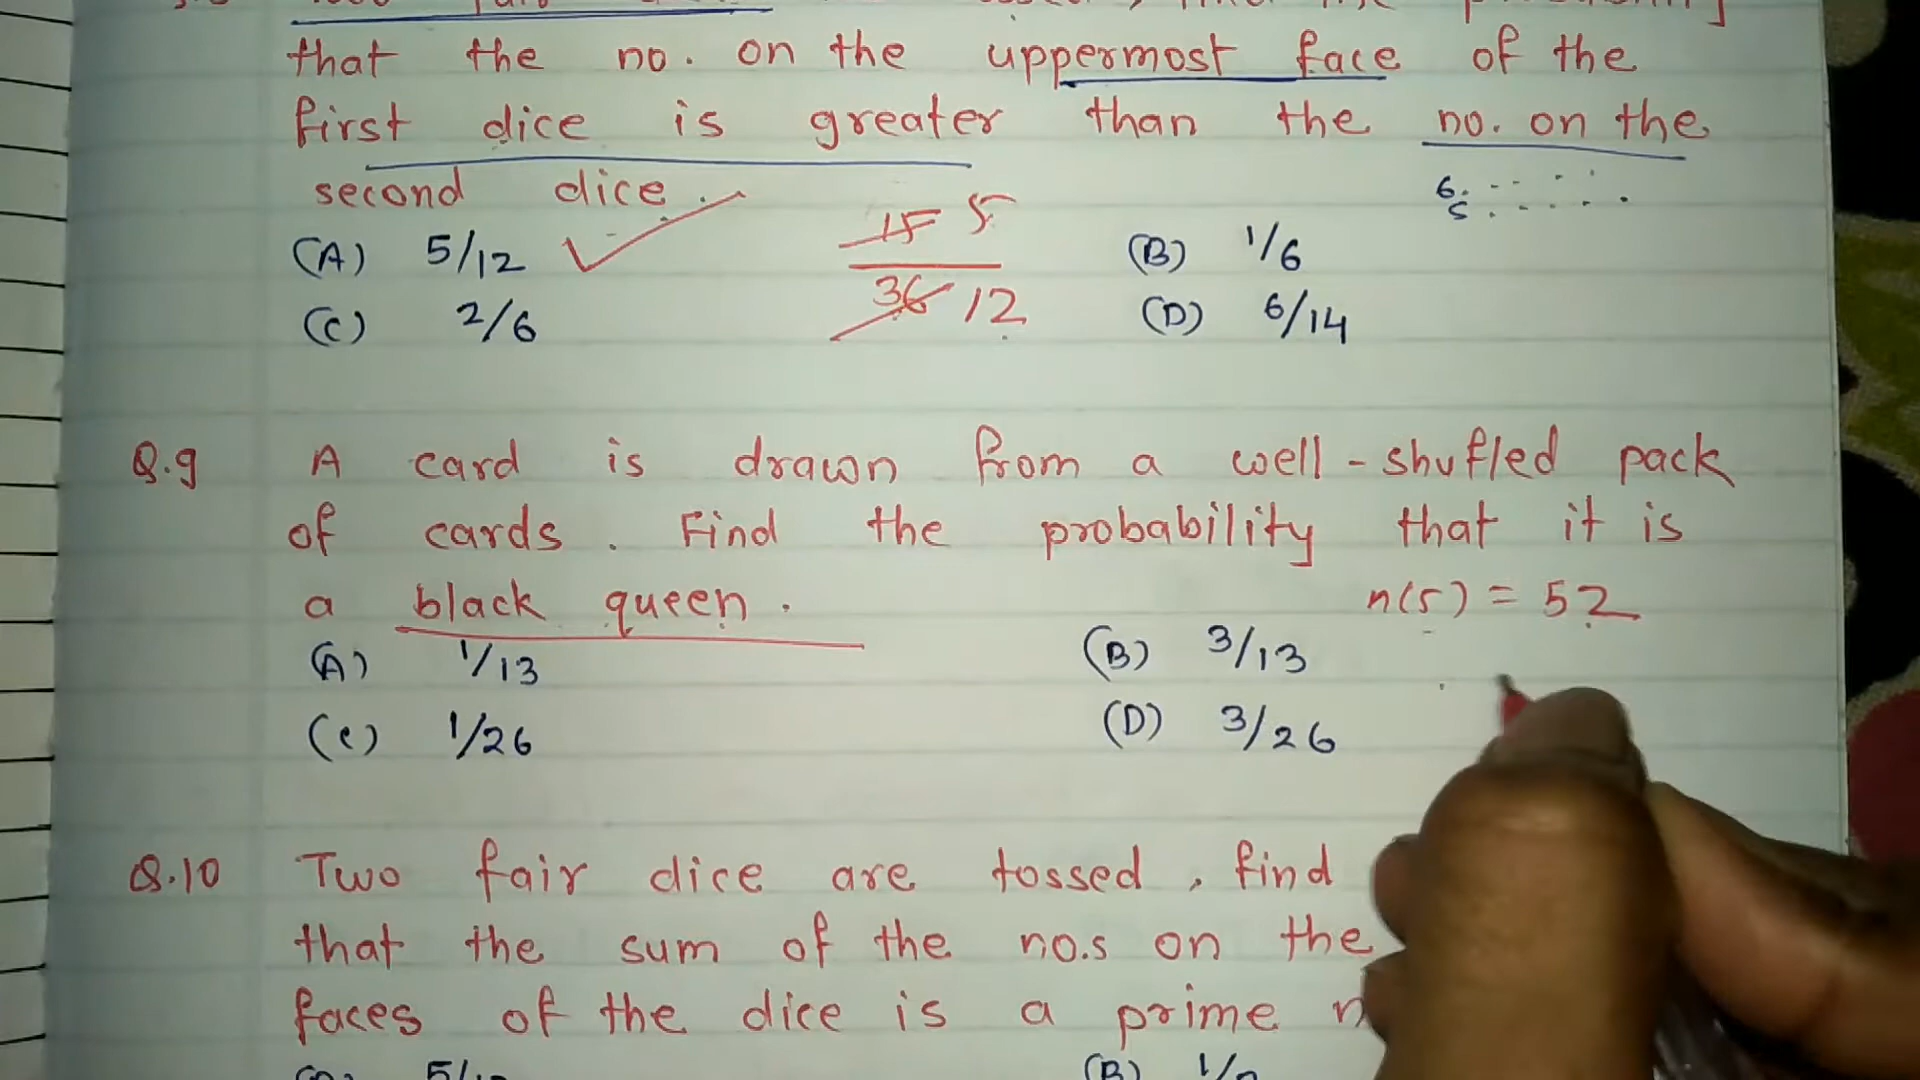 that the no. on the uppermost face of the
first dice is greater than the no. on the
second dice.
6
5
(A) 5/12
15 5
36 12
(B) 1/6
(C) 2/6
(D) 6/14
Q.9 A card is drawn from a well-shufled pack
of cards. Find the probability that it is
a black queen.
n(s) = 52
(A) 1/13
(B) 3/13
(C) 1/26
(D) 3/26
Q.10 Two fair dice are tossed, find
that the sum of the no.s on the
faces of the dice is a prime n
(B)